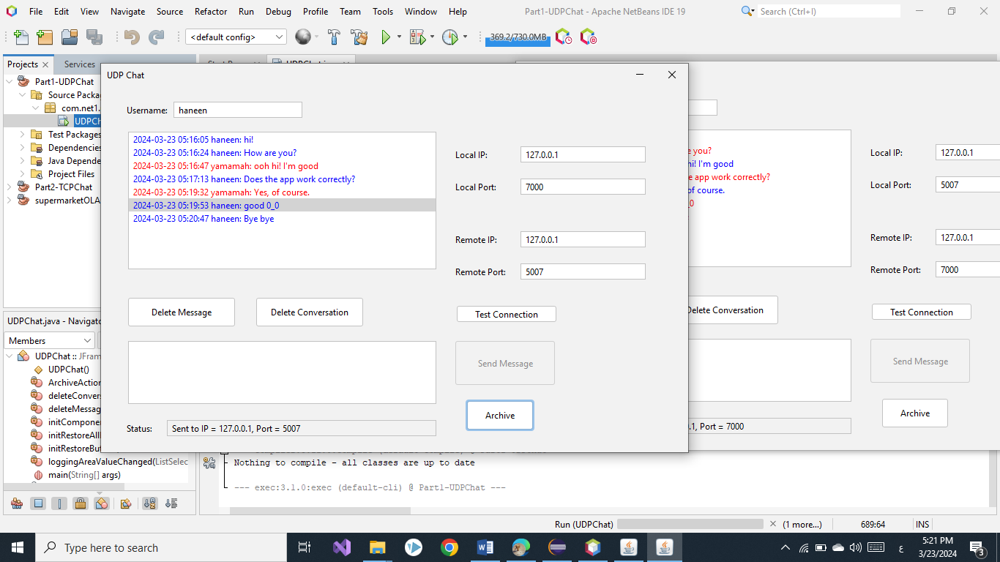 File Edit View Navigate Source Refactor Run Debug Profile Team Tools Window Help
Part1-UDPChat - Apache NetBeans IDE 19
Search (Ctrl+I)
<default config>
369.2/730.0MB
Projects
Services
Part1-UDPChat
Source Packa
com.net1.
UDPCh
Test Packages
Dependencies
Java Depende
Project Files
Part2-TCPChat
supermarketOLA
UDPChat.java - Navigato
Members
UDPChat :: JFram
UDPChat()
ArchiveAction
deleteConver
deleteMessag
initCompone
initRestoreAll
initRestoreBu
loggingAreaValueChanged(ListSelec
main(String[] args)
UDP Chat
Username:
haneen
2024-03-23 05:16:05 haneen: hi!
2024-03-23 05:16:24 haneen: How are you?
2024-03-23 05:16:47 yamamah: ooh hi! I'm good
2024-03-23 05:17:13 haneen: Does the app work correctly?
2024-03-23 05:19:32 yamamah: Yes, of course.
2024-03-23 05:19:53 haneen: good 0_0
2024-03-23 05:20:47 haneen: Bye bye
Local IP:
127.0.0.1
Local Port:
7000
Remote IP:
127.0.0.1
Remote Port:
5007
Delete Message
Delete Conversation
Test Connection
Send Message
Archive
Status:
Sent to IP = 127.0.0.1, Port = 5007
e you?
hi! I'm good
e app work correctly?
of course.
_0
Local IP:
127.0.0.1
Local Port:
5007
Remote IP:
127.0.0.1
Remote Port:
7000
Delete Conversation
Test Connection
Send Message
Archive
.1, Port = 7000
Nothing to compile - all classes are up to date
--- exec:3.1.0:exec (default-cli) @ Part1-UDPChat ---
Run (UDPChat)
(1 more...)
689:64
INS
Type here to search
ع
5:21 PM
3/23/2024
3